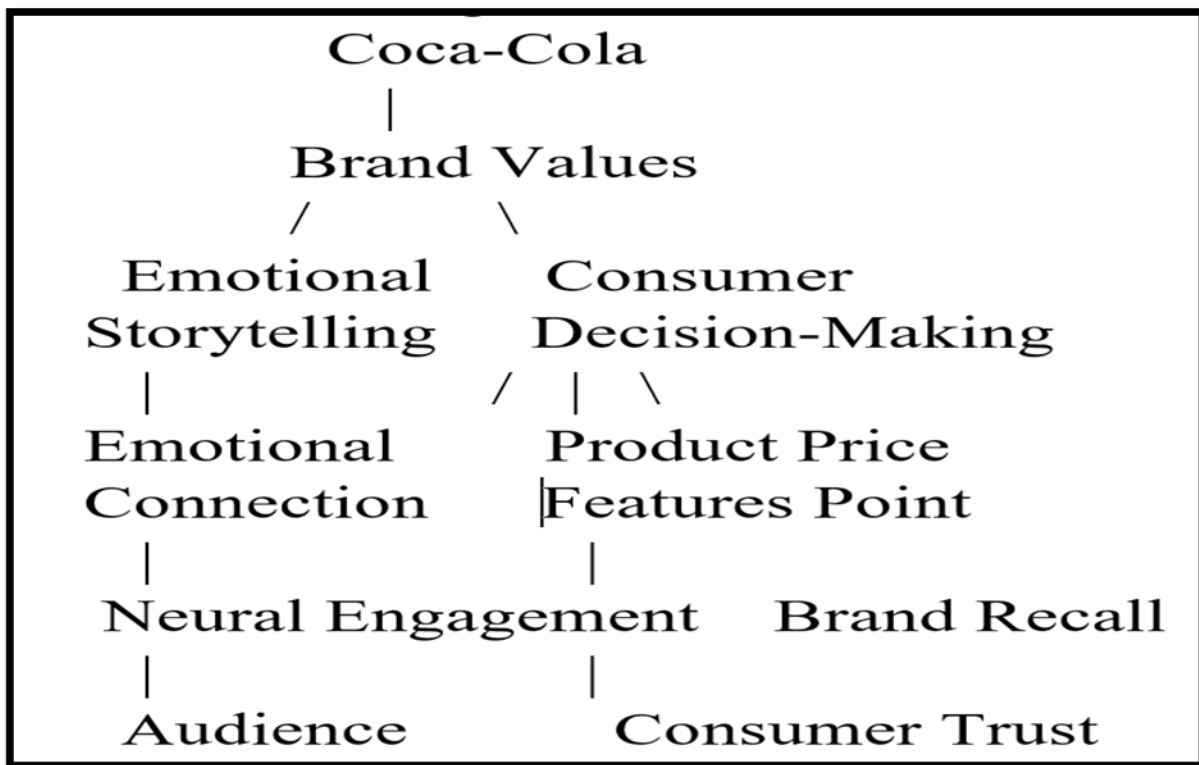 Coca-Cola
|
Brand Values
/ \
Emotional Consumer
Storytelling Decision-Making
| / | \
Emotional Product Price
Connection Features Point
| |
Neural Engagement Brand Recall
| |
Audience Consumer Trust